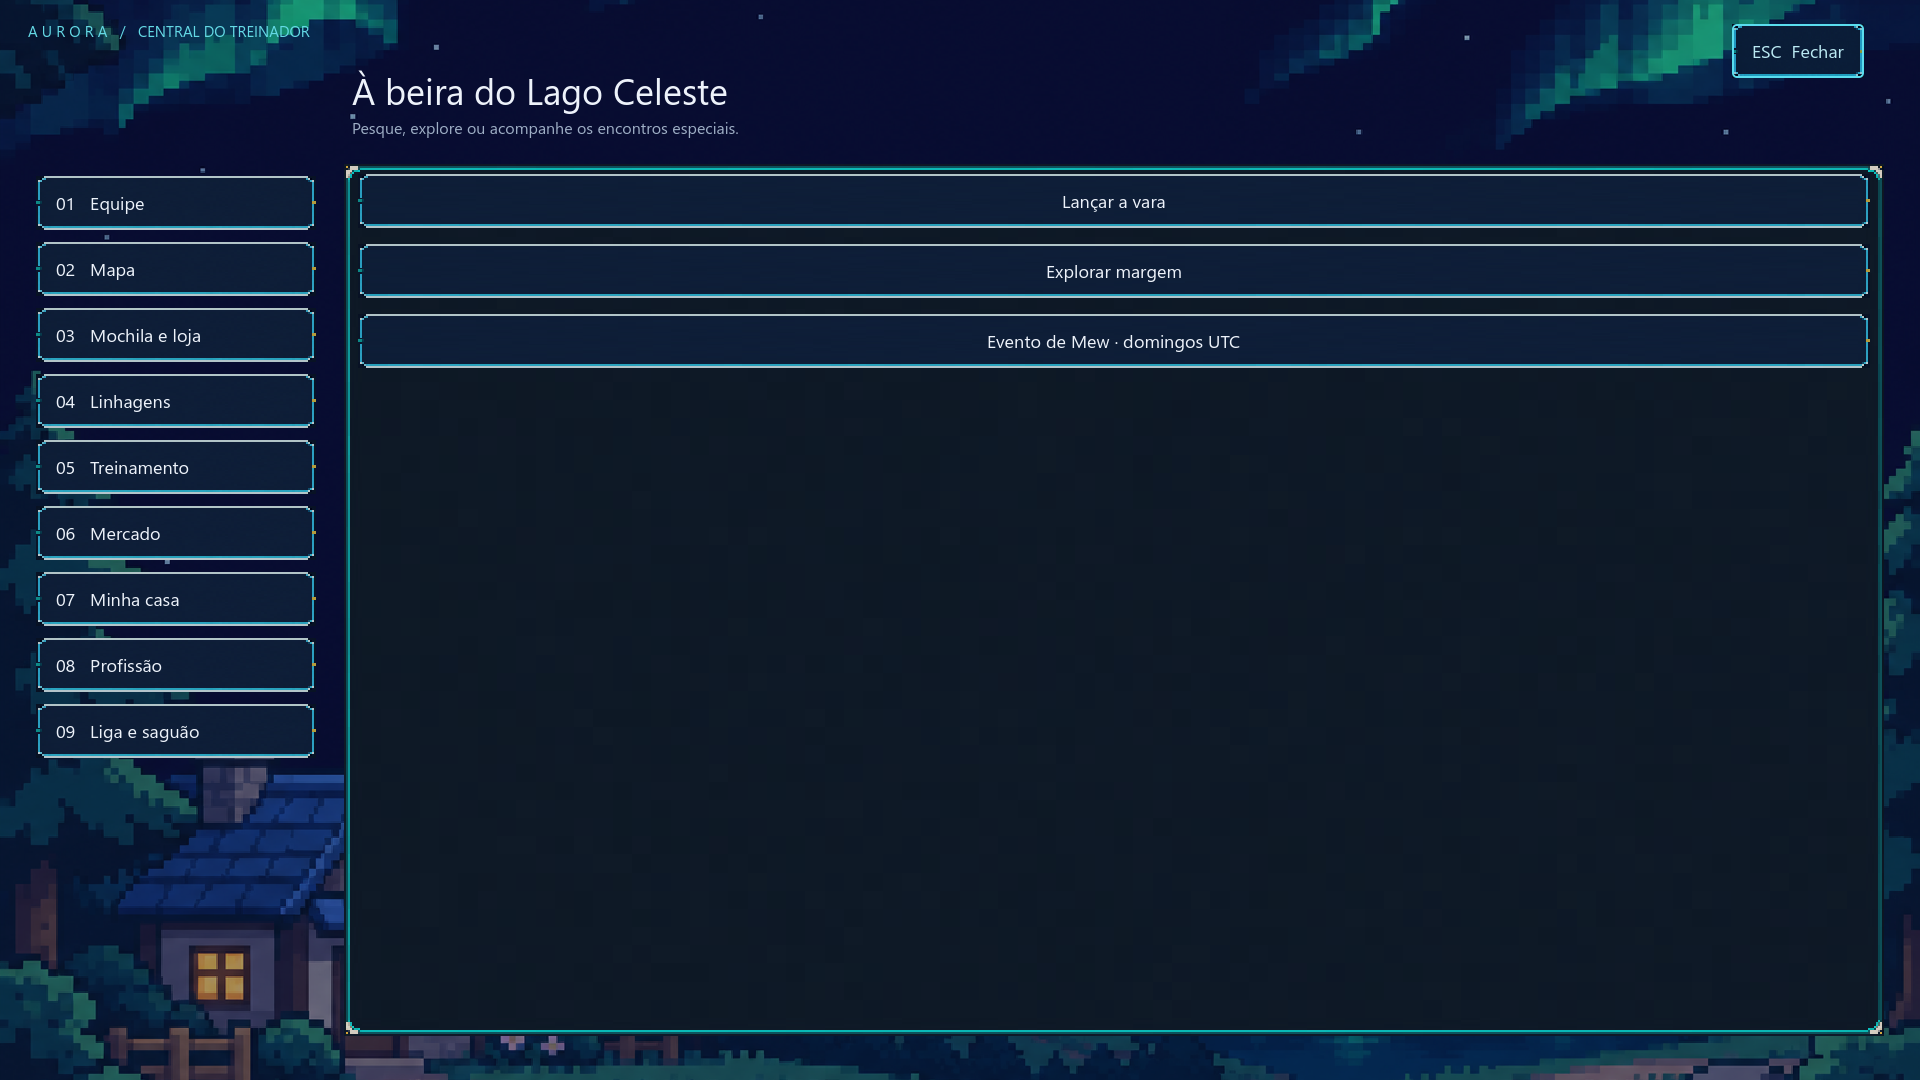 AURORA / CENTRAL DO TREINADOR
ESC Fechar
À beira do Lago Celeste
Pesque, explore ou acompanhe os encontros especiais.
01 Equipe
02 Mapa
03 Mochila e loja
04 Linhagens
05 Treinamento
06 Mercado
07 Minha casa
08 Profissão
09 Liga e saguão
Lançar a vara
Explorar margem
Evento de Mew · domingos UTC